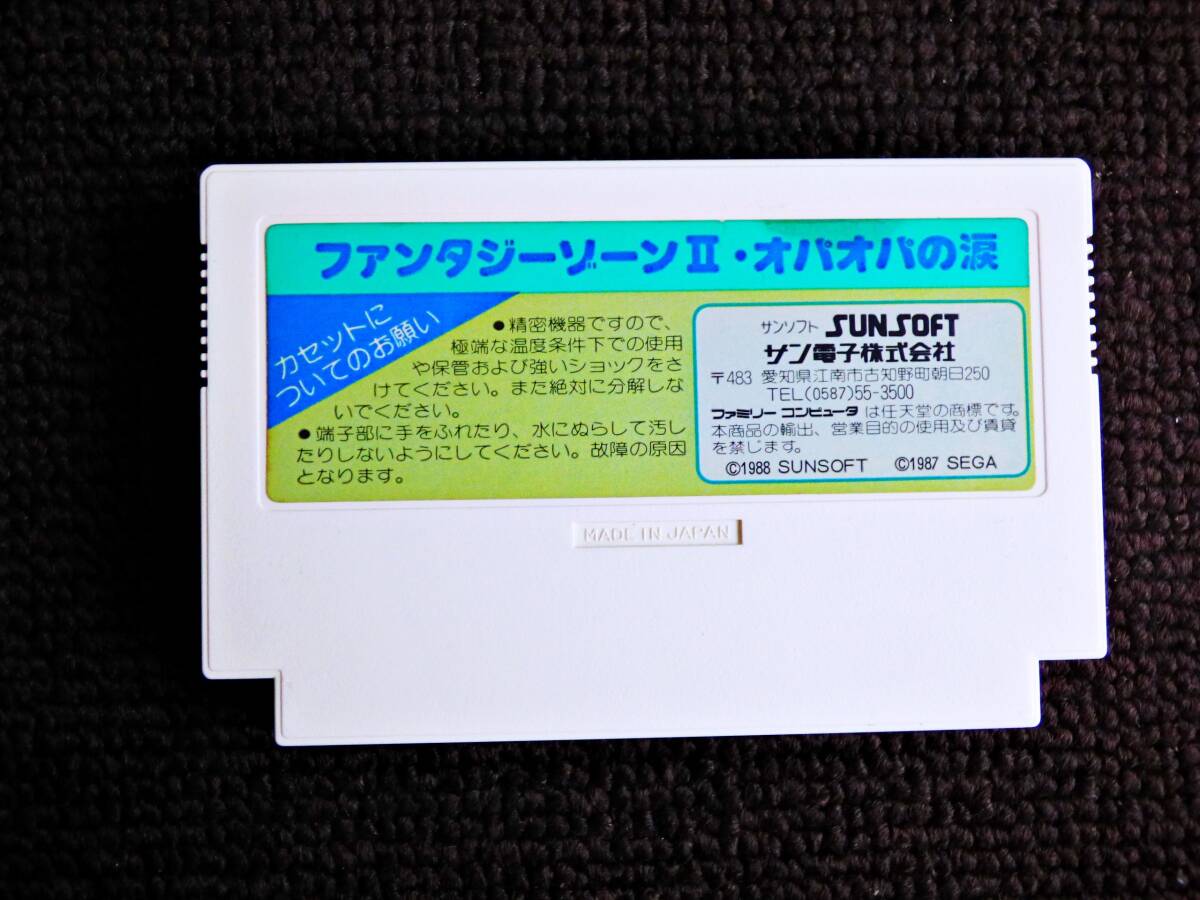 ファンタジーゾーンⅡ・オパオパの涙
カセットに
ついてのお願い
●精密機器ですので、
極端な温度条件下での使用
や保管および強いショックをさ
けてください。また絶対に分解しな
いでください。
●端子部に手をふれたり、水にぬらして汚し
たりしないようにしてください。故障の原因
となります。
サンソフト SUNSOFT
サン電子株式会社
〒483 愛知県江南市古知野町朝日250
TEL(0587)55-3500
ファミリー コンピュータ は任天堂の商標です。
本商品の輸出、営業目的の使用及び賃貸
を禁じます。
©1988 SUNSOFT ©1987 SEGA
MADE IN JAPAN